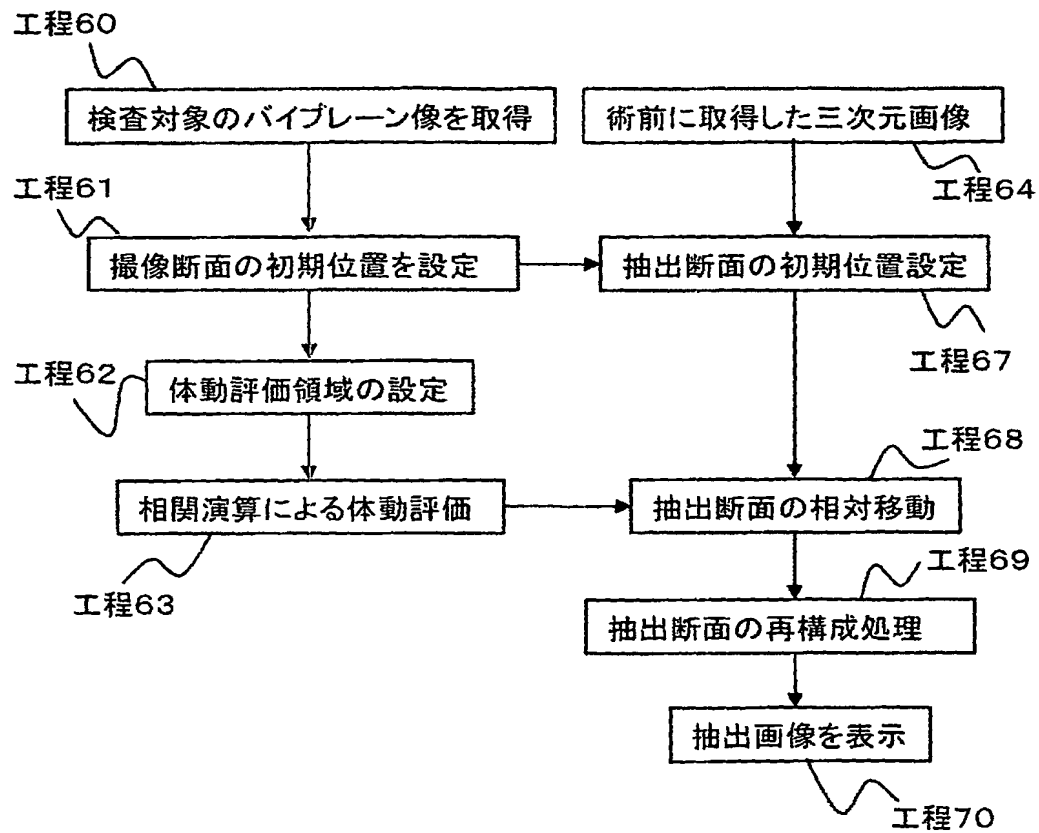 工程60
検査対象のバイプレーン像を取得
術前に取得した三次元画像
工程61
工程64
撮像断面の初期位置を設定
抽出断面の初期位置設定
工程62
工程67
体動評価領域の設定
工程68
相関演算による体動評価
抽出断面の相対移動
工程69
工程63
抽出断面の再構成処理
抽出画像を表示
工程70